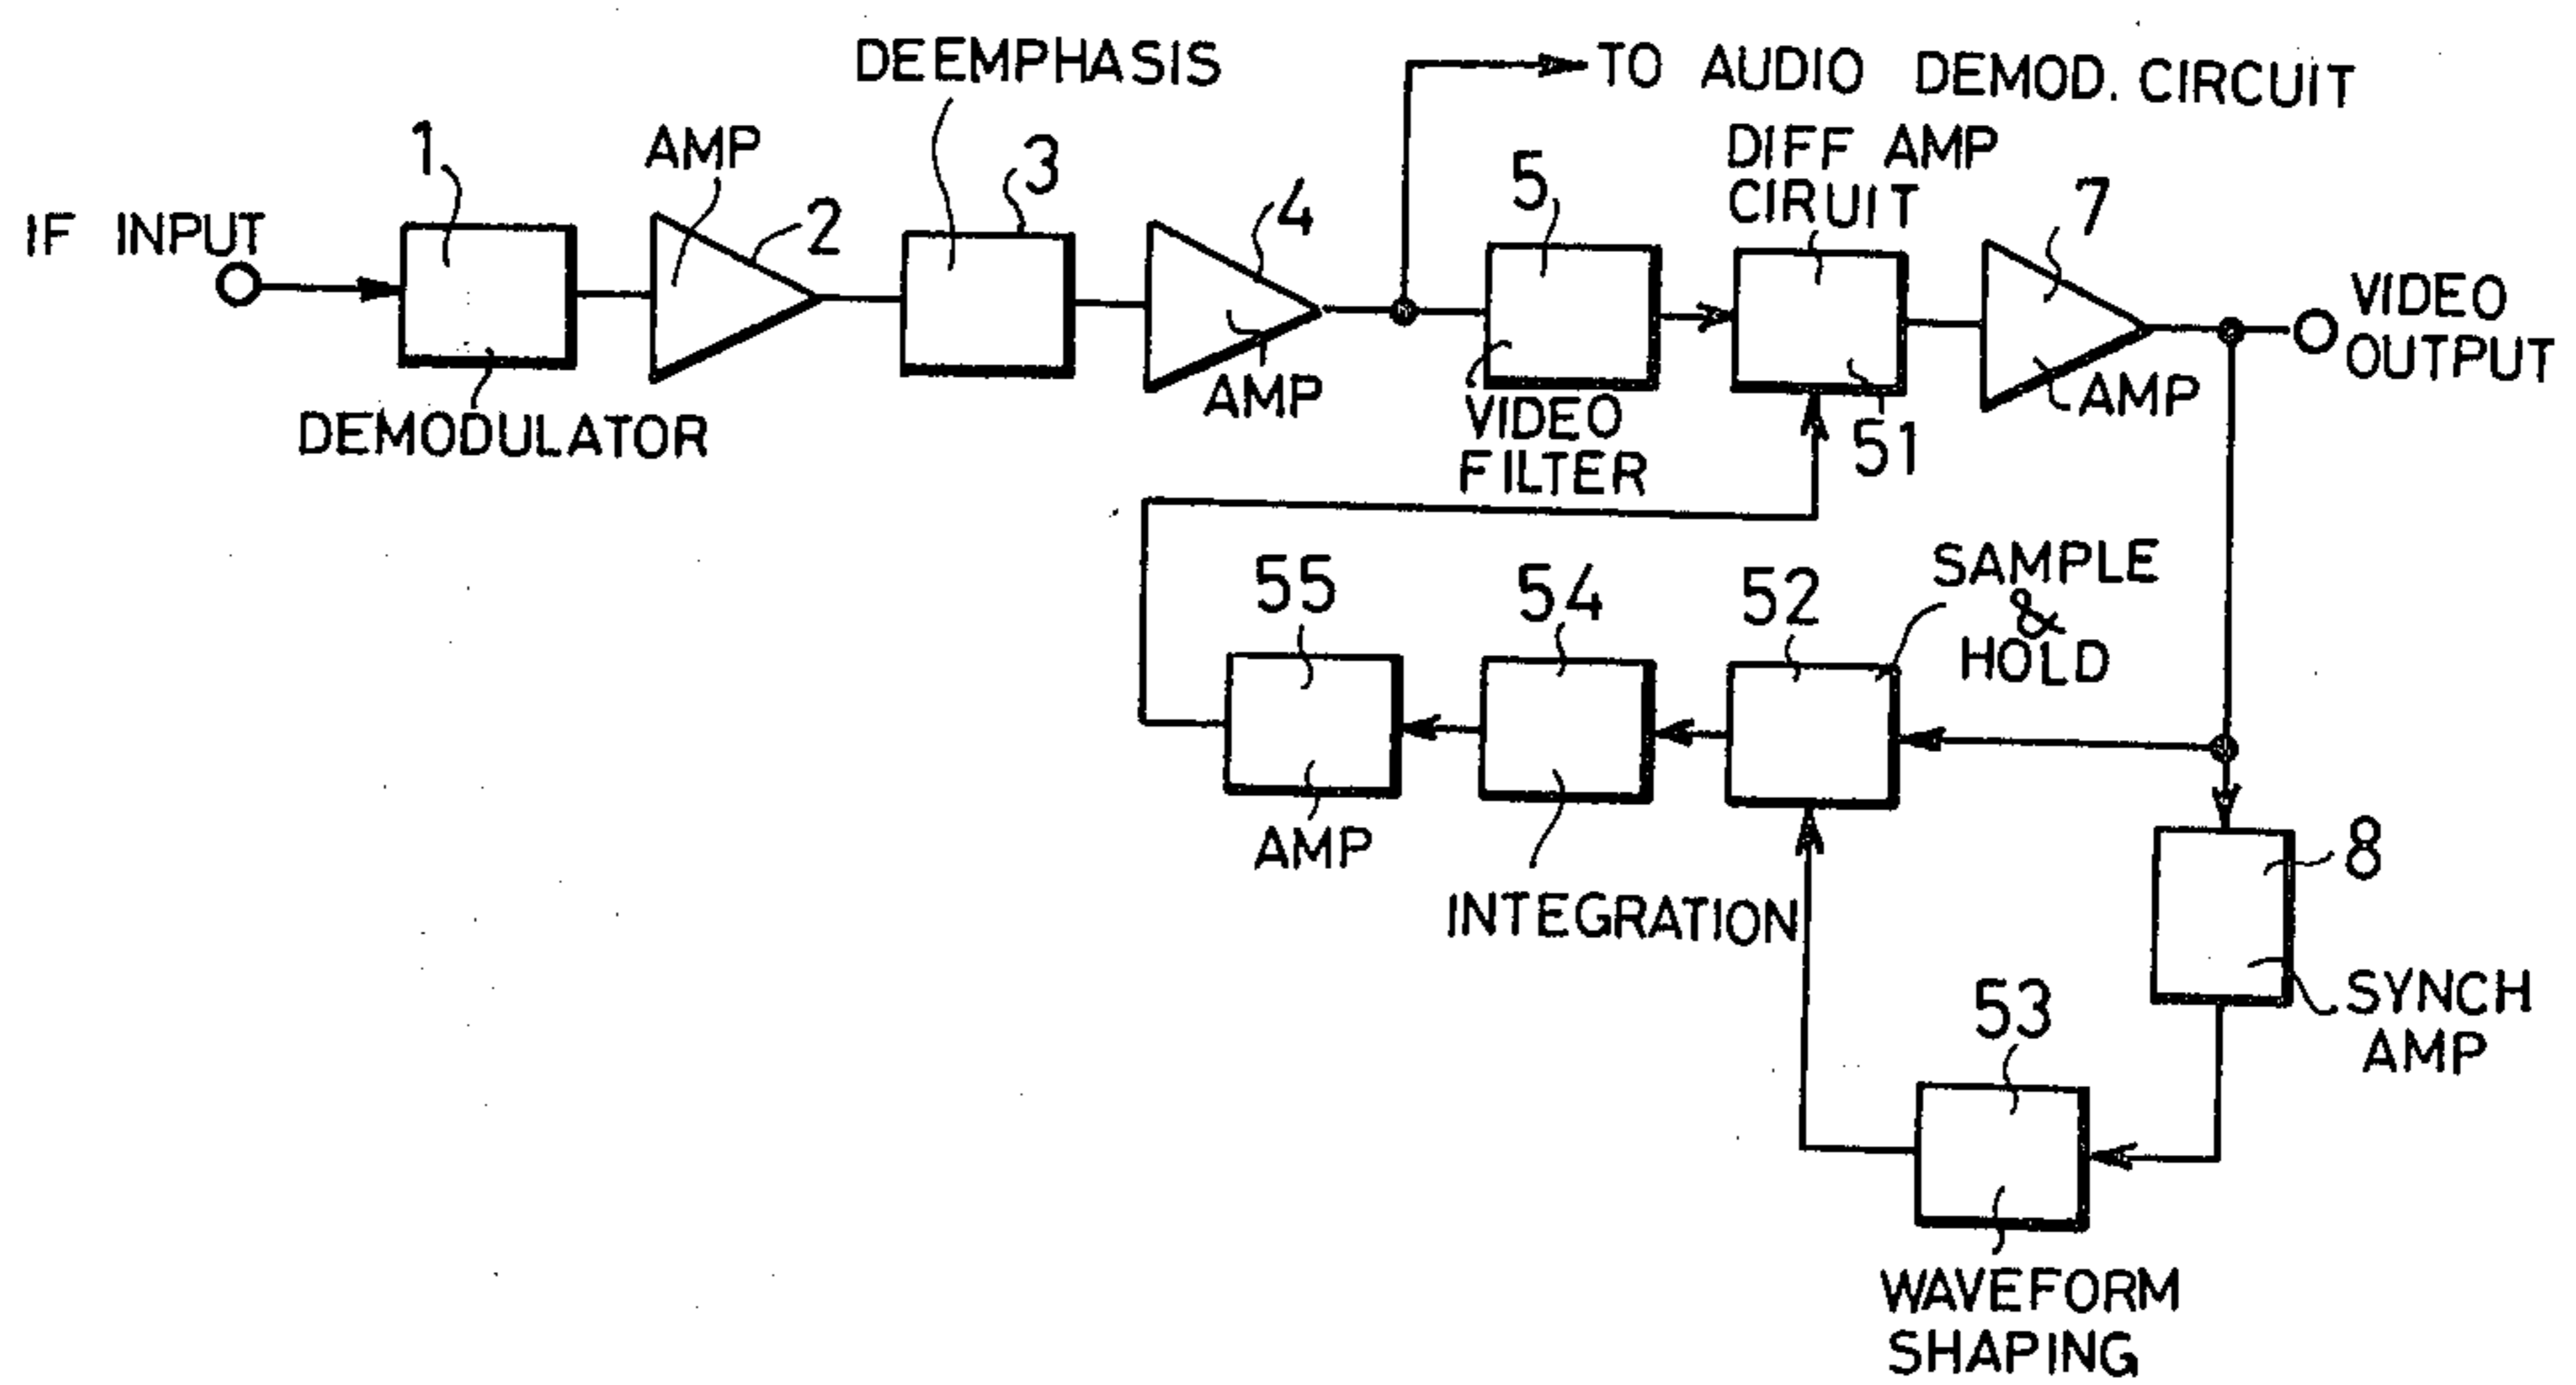 DEEMPHASIS
TO AUDIO DEMOD. CIRCUIT
1
AMP
2
3
4
5
DIFF AMP
CIRUIT
7
IF INPUT
VIDEO
OUTPUT
DEMODULATOR
AMP
VIDEO
FILTER
51
AMP
55
54
52
SAMPLE
&
HOLD
AMP
INTEGRATION
8
SYNCH
AMP
53
WAVEFORM
SHAPING